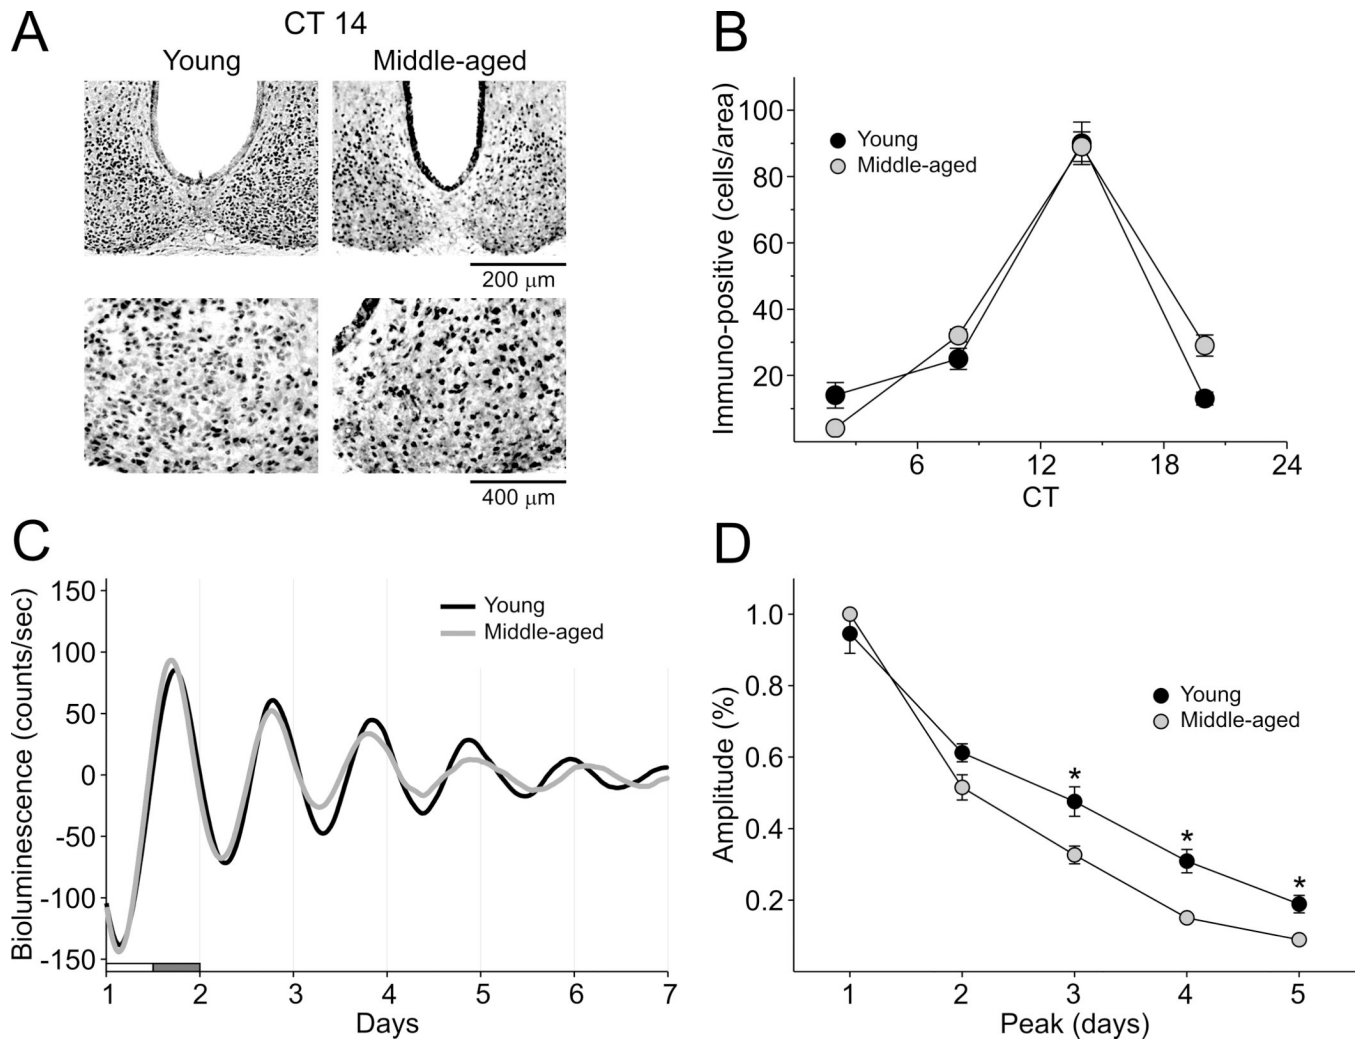 A
CT 14
Young
Middle-aged
200 μm
400 μm
B
Immuno-positive (cells/area)
100
80
60
40
20
Young
Middle-aged
6
12
18
24
CT
C
Bioluminescence (counts/sec)
150
100
50
0
-50
-100
-150
Young
Middle-aged
1
2
3
4
5
6
7
Days
D
Amplitude (%)
1.0
0.8
0.6
0.4
0.2
Young
Middle-aged
*
*
*
1
2
3
4
5
Peak (days)